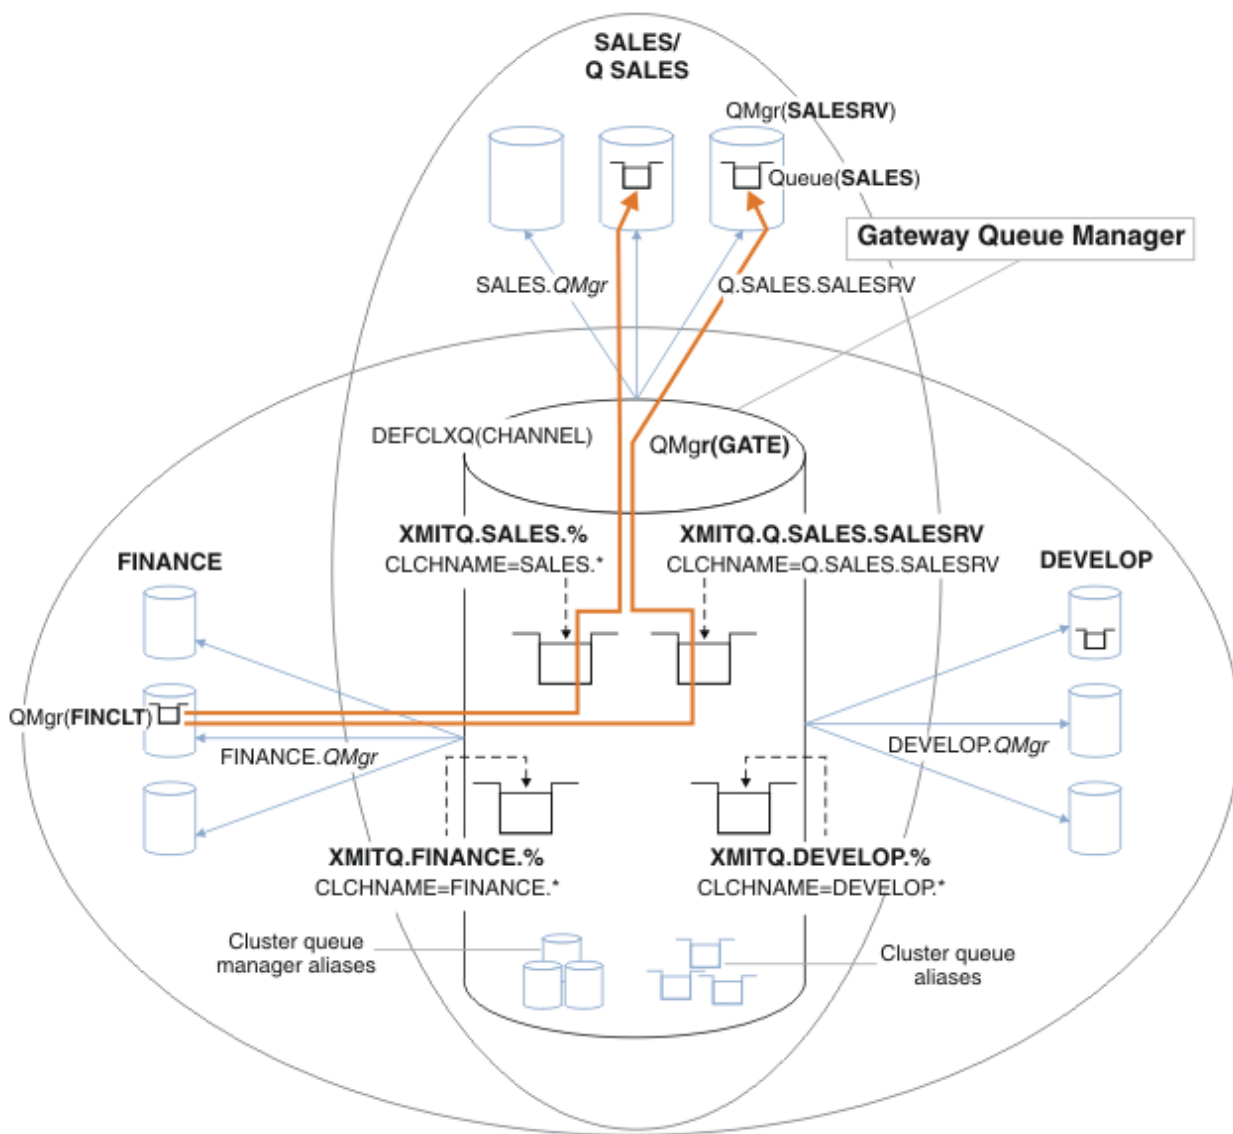 SALES/
Q SALES
QMgr(SALESRV)
Queue(SALES)
Gateway Queue Manager
SALES.QMgr
Q.SALES.SALESRV
DEFCLXQ(CHANNEL)
QMgr(GATE)
XMITQ.SALES.%
CLCHNAME=SALES.*
XMITQ.Q.SALES.SALESRV
CLCHNAME=Q.SALES.SALESRV
FINANCE
DEVELOP
QMgr(FINCLT)
FINANCE.QMgr
DEVELOP.QMgr
XMITQ.FINANCE.%
CLCHNAME=FINANCE.*
XMITQ.DEVELOP.%
CLCHNAME=DEVELOP.*
Cluster queue
manager aliases
Cluster queue
aliases